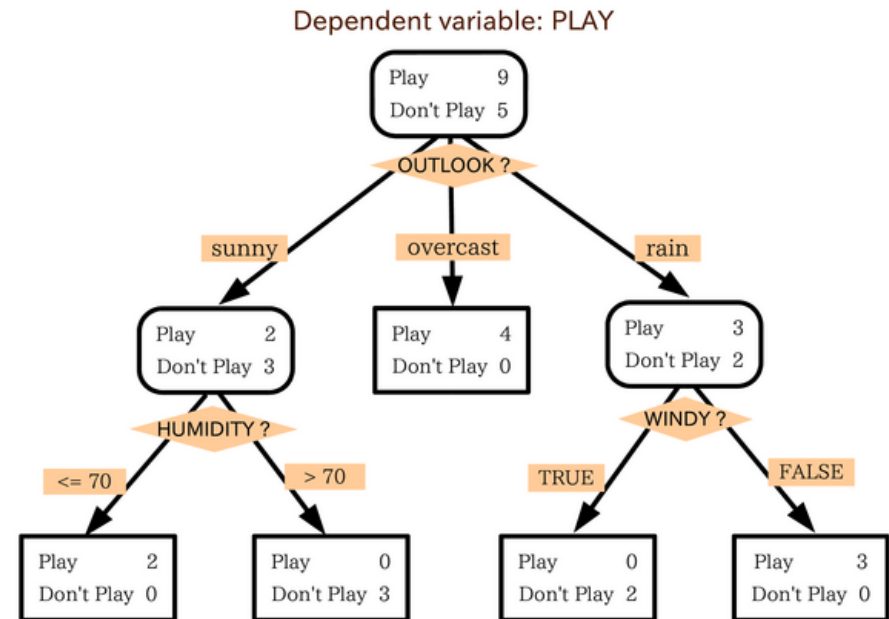 Dependent variable: PLAY
Play 9
Don't Play 5
OUTLOOK ?
sunny
overcast
rain
Play 2
Don't Play 3
Play 4
Don't Play 0
Play 3
Don't Play 2
HUMIDITY ?
WINDY ?
<= 70
> 70
TRUE
FALSE
Play 2
Don't Play 0
Play 0
Don't Play 3
Play 0
Don't Play 2
Play 3
Don't Play 0